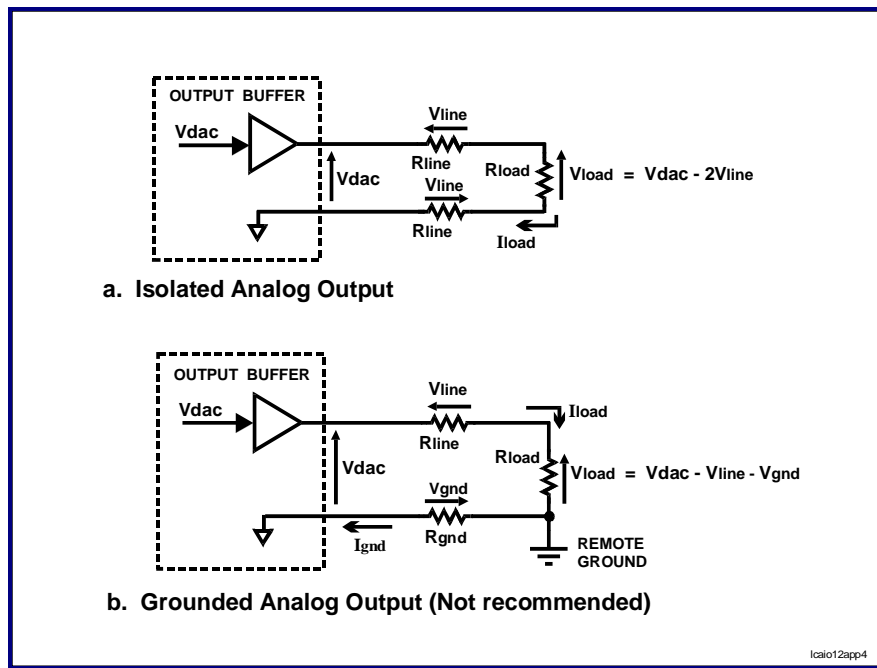 OUTPUT BUFFER
Vdac
Vline
Rline
Vdac
Rload
Vload = Vdac - 2Vline
Vline
Rline
Iload
a. Isolated Analog Output
OUTPUT BUFFER
Vdac
Vline
Iload
Rline
Vdac
Rload
Vload = Vdac - Vline - Vgnd
Vgnd
Ignd
Rgnd
REMOTE
GROUND
b. Grounded Analog Output (Not recommended)
lcaio12app4